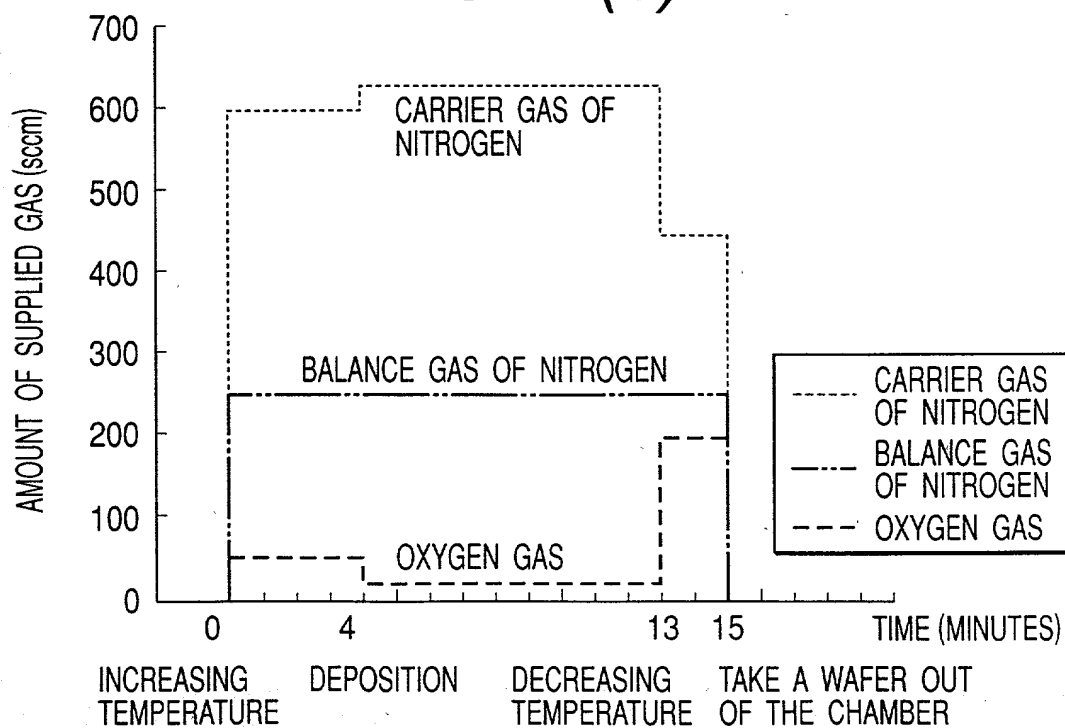 700
600
500
400
300
200
100
0
AMOUNT OF SUPPLIED GAS (sccm)
CARRIER GAS OF
NITROGEN
BALANCE GAS OF NITROGEN
OXYGEN GAS
CARRIER GAS
OF NITROGEN
BALANCE GAS
OF NITROGEN
OXYGEN GAS
0 4 13 15 TIME (MINUTES)
INCREASING
TEMPERATURE
DEPOSITION
DECREASING
TEMPERATURE
TAKE A WAFER OUT
OF THE CHAMBER